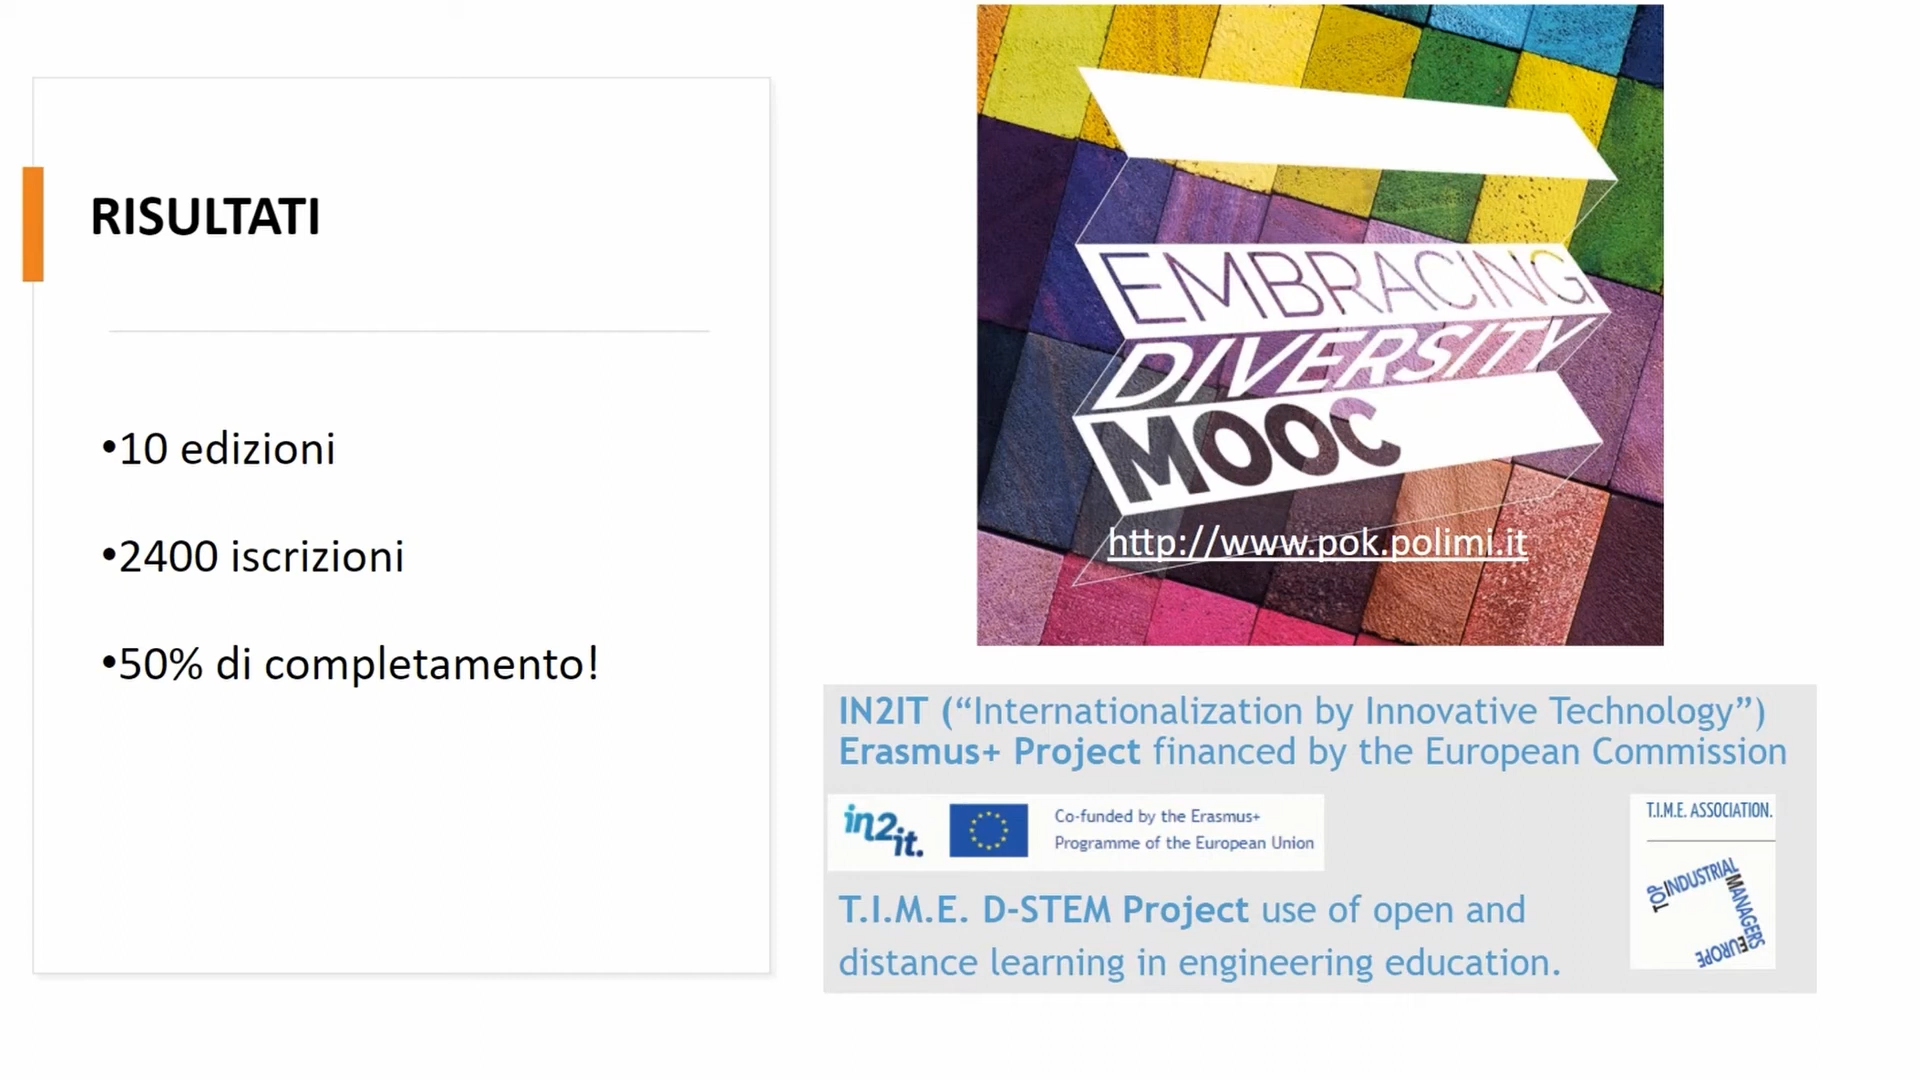 RISULTATI
•10 edizioni
•2400 iscrizioni
•50% di completamento!
EMBRACING
DIVERSITY
MOOC
http://www.pok.polimi.it
IN2IT (“Internationalization by Innovative Technology”)
Erasmus+ Project financed by the European Commission
in2it.
Co-funded by the Erasmus+
Programme of the European Union
T.I.M.E. ASSOCIATION.
TOP INDUSTRIAL MANAGERS EUROPE
T.I.M.E. D-STEM Project use of open and
distance learning in engineering education.